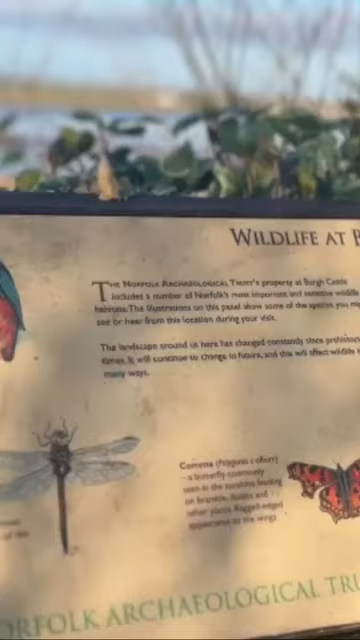 WILDLIFE AT B
THE NORFOLK ARCHAEOLOGICAL TRUST's property at Burgh Castle
includes a number of Norfolk's most important and sensitive wildlife
habitats. The illustrations on this panel show some of the species you may
see or hear from this location during your visit.
The landscape around us here has changed constantly since prehistoric
times. It will continue to change in future, and this will affect wildlife in
many ways.
Comma (Polygonia c-album)
- a butterfly commonly
seen in the sunshine feeding
on brambles, daisies and
other plants. Ragged-edged
appearance to the wings
ORFOLK ARCHAEOLOGICAL TRU